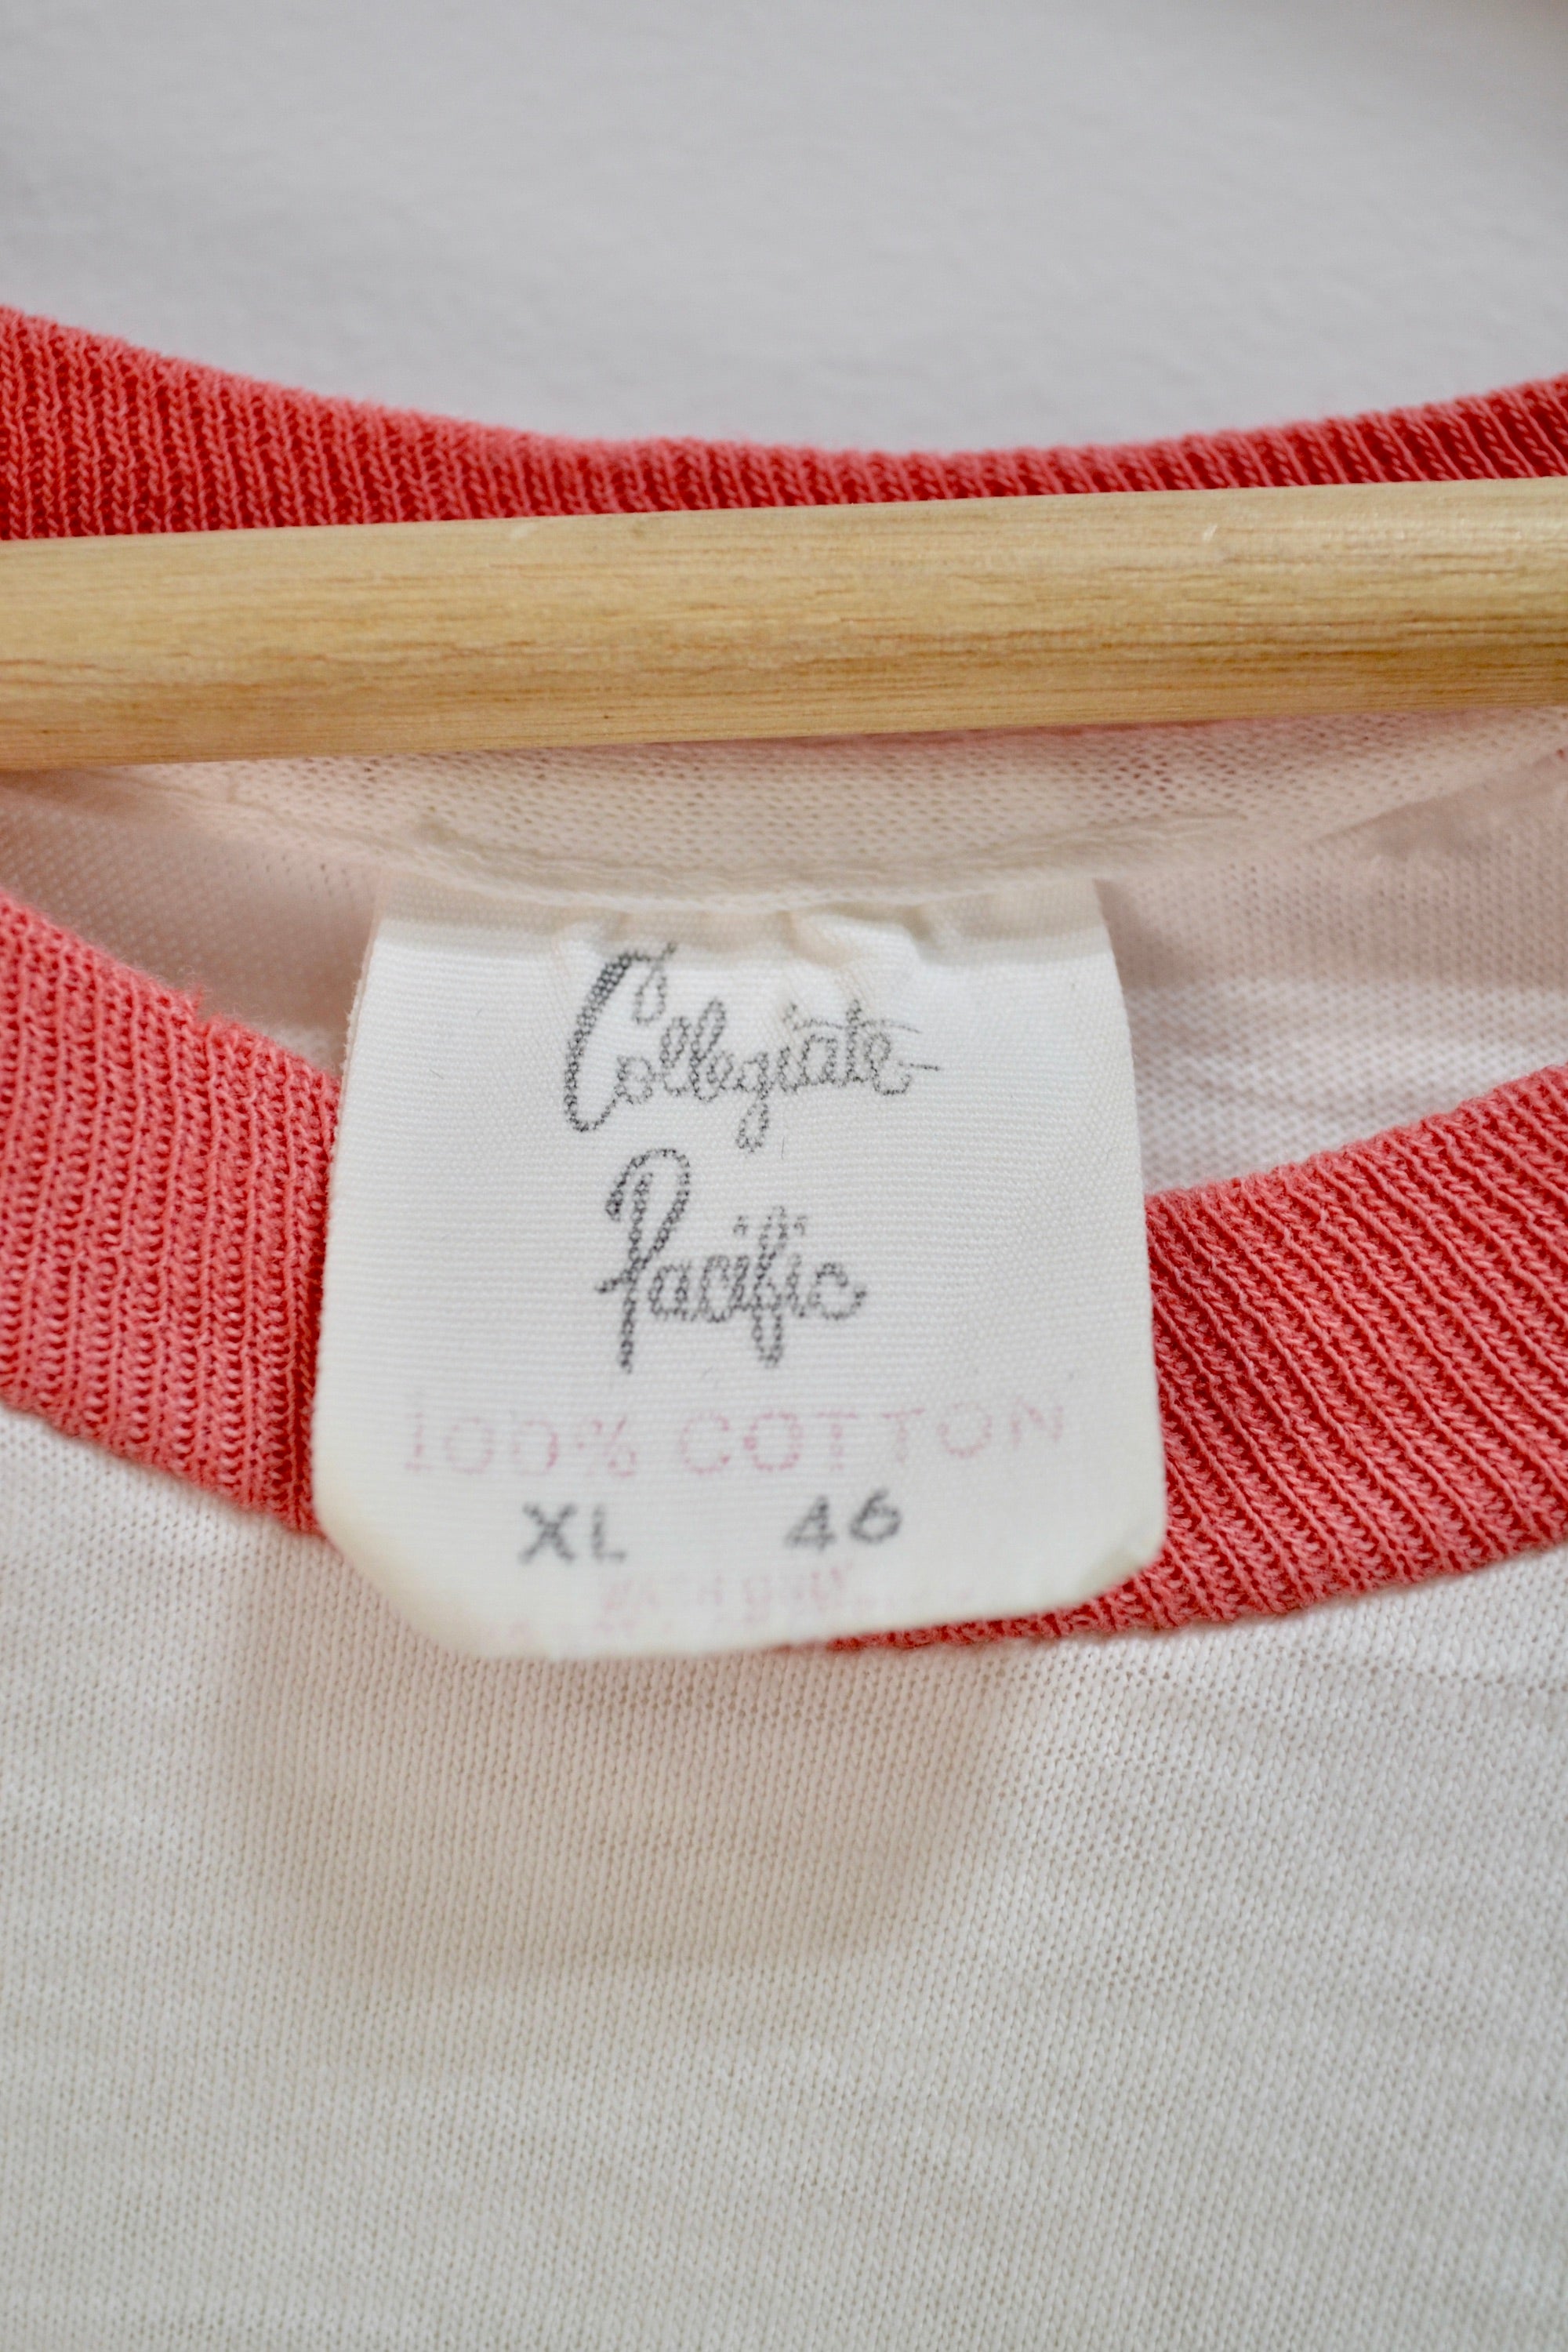 Collegiate
Pacific
100% COTTON
XL 46